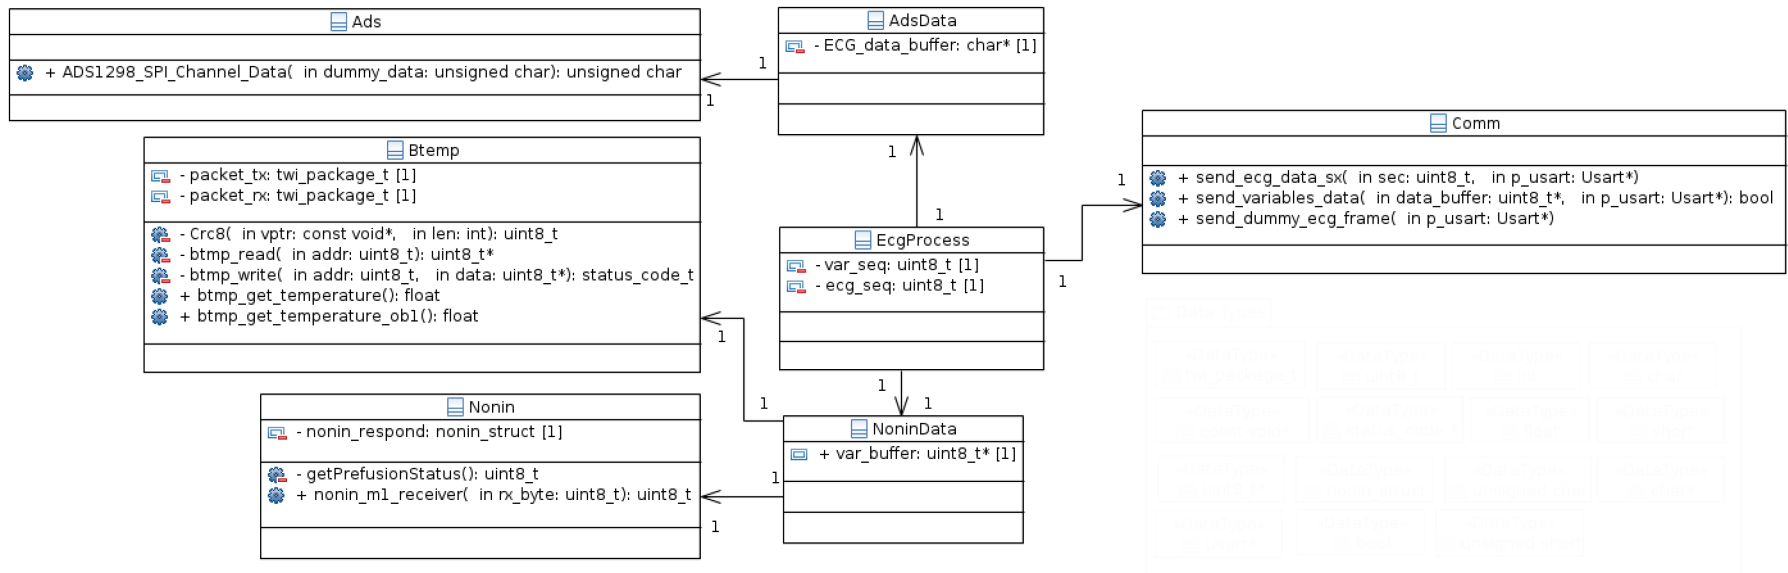 Ads
+ ADS1298_SPI_Channel_Data( in dummy_data: unsigned char): unsigned char
1
1
AdsData
- ECG_data_buffer: char* [1]
1
1
Btemp
- packet_tx: twi_package_t [1]
- packet_rx: twi_package_t [1]
- Crc8( in vptr: const void*, in len: int): uint8_t
- btmp_read( in addr: uint8_t): uint8_t*
- btmp_write( in addr: uint8_t, in data: uint8_t*): status_code_t
+ btmp_get_temperature(): float
+ btmp_get_temperature_ob1(): float
1
1
EcgProcess
- var_seq: uint8_t [1]
- ecg_seq: uint8_t [1]
1
1
Comm
+ send_ecg_data_sx( in sec: uint8_t, in p_usart: Usart*)
+ send_variables_data( in data_buffer: uint8_t*, in p_usart: Usart*): bool
+ send_dummy_ecg_frame( in p_usart: Usart*)
1
1
Nonin
- nonin_respond: nonin_struct [1]
- getPrefusionStatus(): uint8_t
+ nonin_m1_receiver( in rx_byte: uint8_t): uint8_t
1
1
NoninData
+ var_buffer: uint8_t* [1]